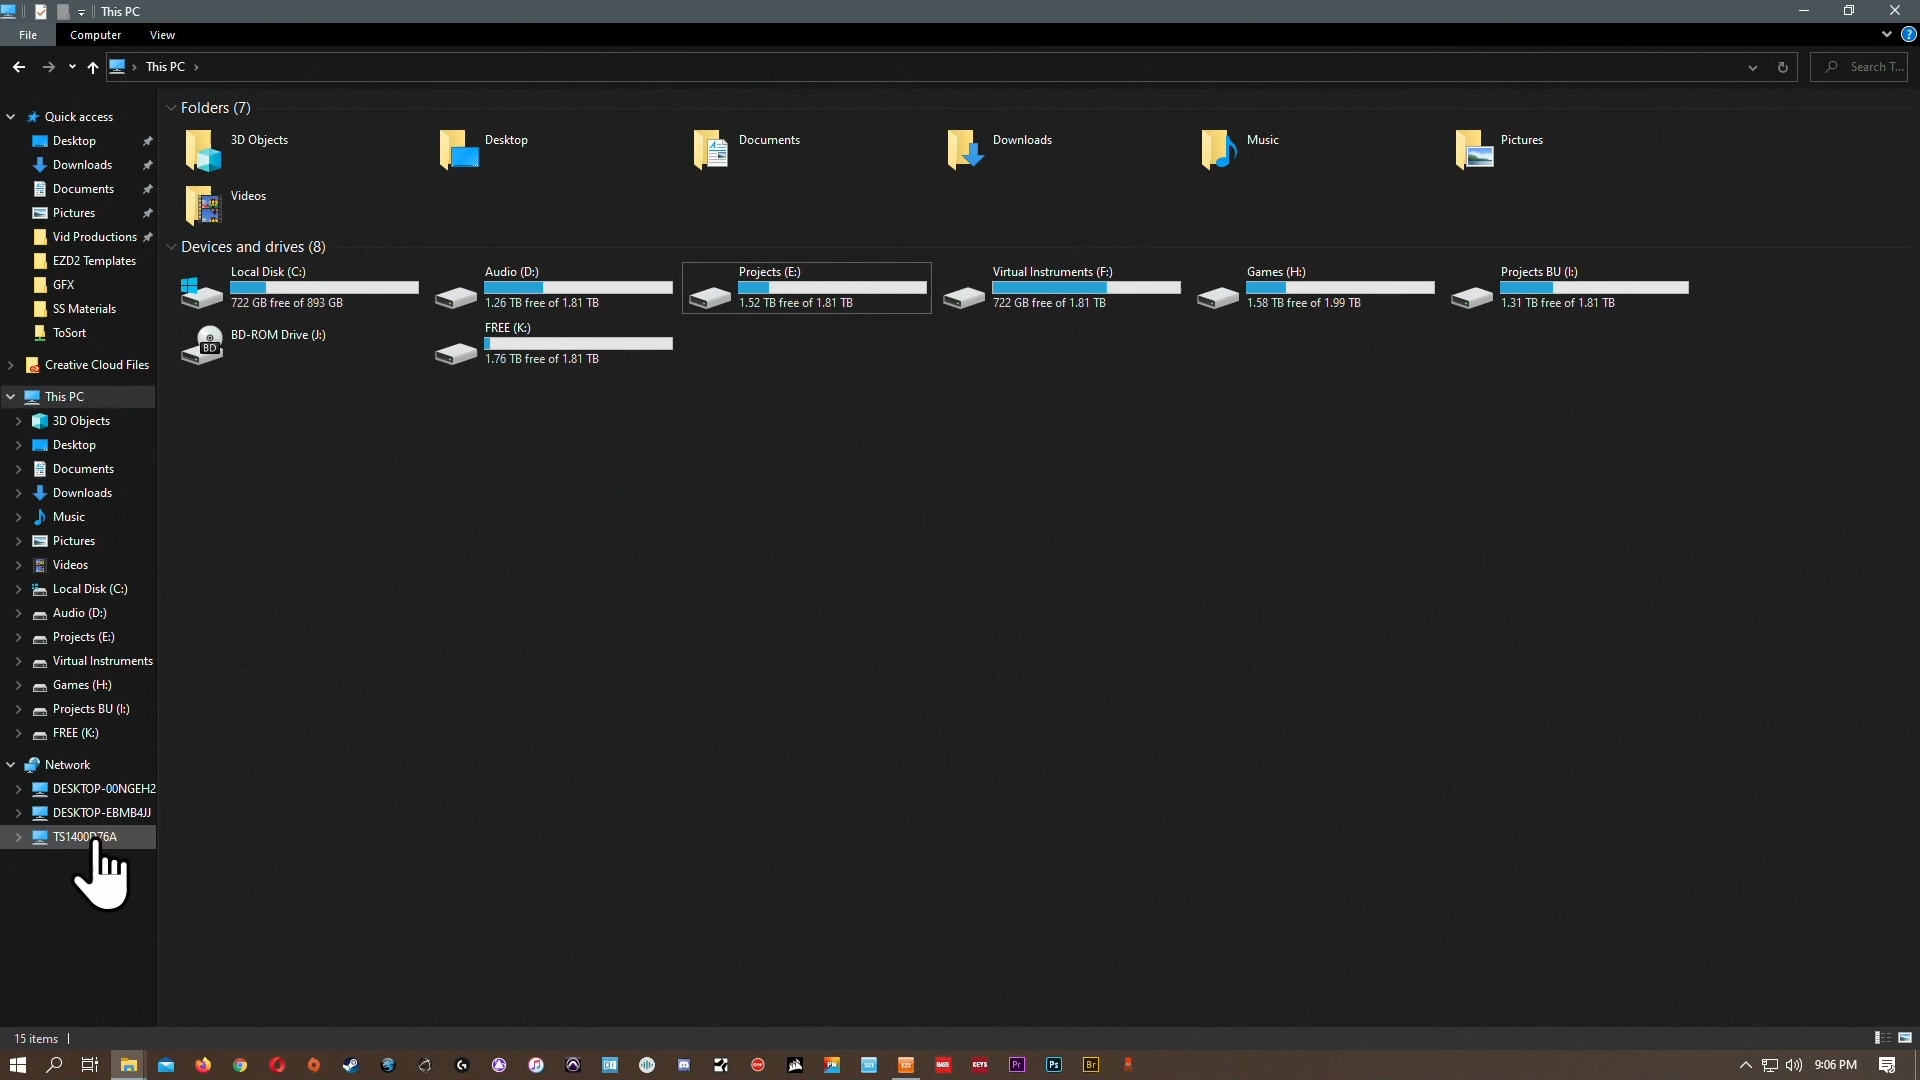 This PC
File
Computer
View
This PC
Search T...
Quick access
Desktop
Downloads
Documents
Pictures
Vid Productions
EZD2 Templates
GFX
SS Materials
ToSort
Creative Cloud Files
This PC
3D Objects
Desktop
Documents
Downloads
Music
Pictures
Videos
Local Disk (C:)
Audio (D:)
Projects (E:)
Virtual Instruments
Games (H:)
Projects BU (I:)
FREE (K:)
Network
DESKTOP-00NGEH2
DESKTOP-EBMB4JJ
TS1400D76A
Folders (7)
3D Objects
Desktop
Documents
Downloads
Music
Pictures
Videos
Devices and drives (8)
Local Disk (C:)
722 GB free of 893 GB
Audio (D:)
1.26 TB free of 1.81 TB
Projects (E:)
1.52 TB free of 1.81 TB
Virtual Instruments (F:)
722 GB free of 1.81 TB
Games (H:)
1.58 TB free of 1.99 TB
Projects BU (I:)
1.31 TB free of 1.81 TB
BD
BD-ROM Drive (J:)
FREE (K:)
1.76 TB free of 1.81 TB
15 items
BASS
KEYS
Pr
Ps
Br
9:06 PM